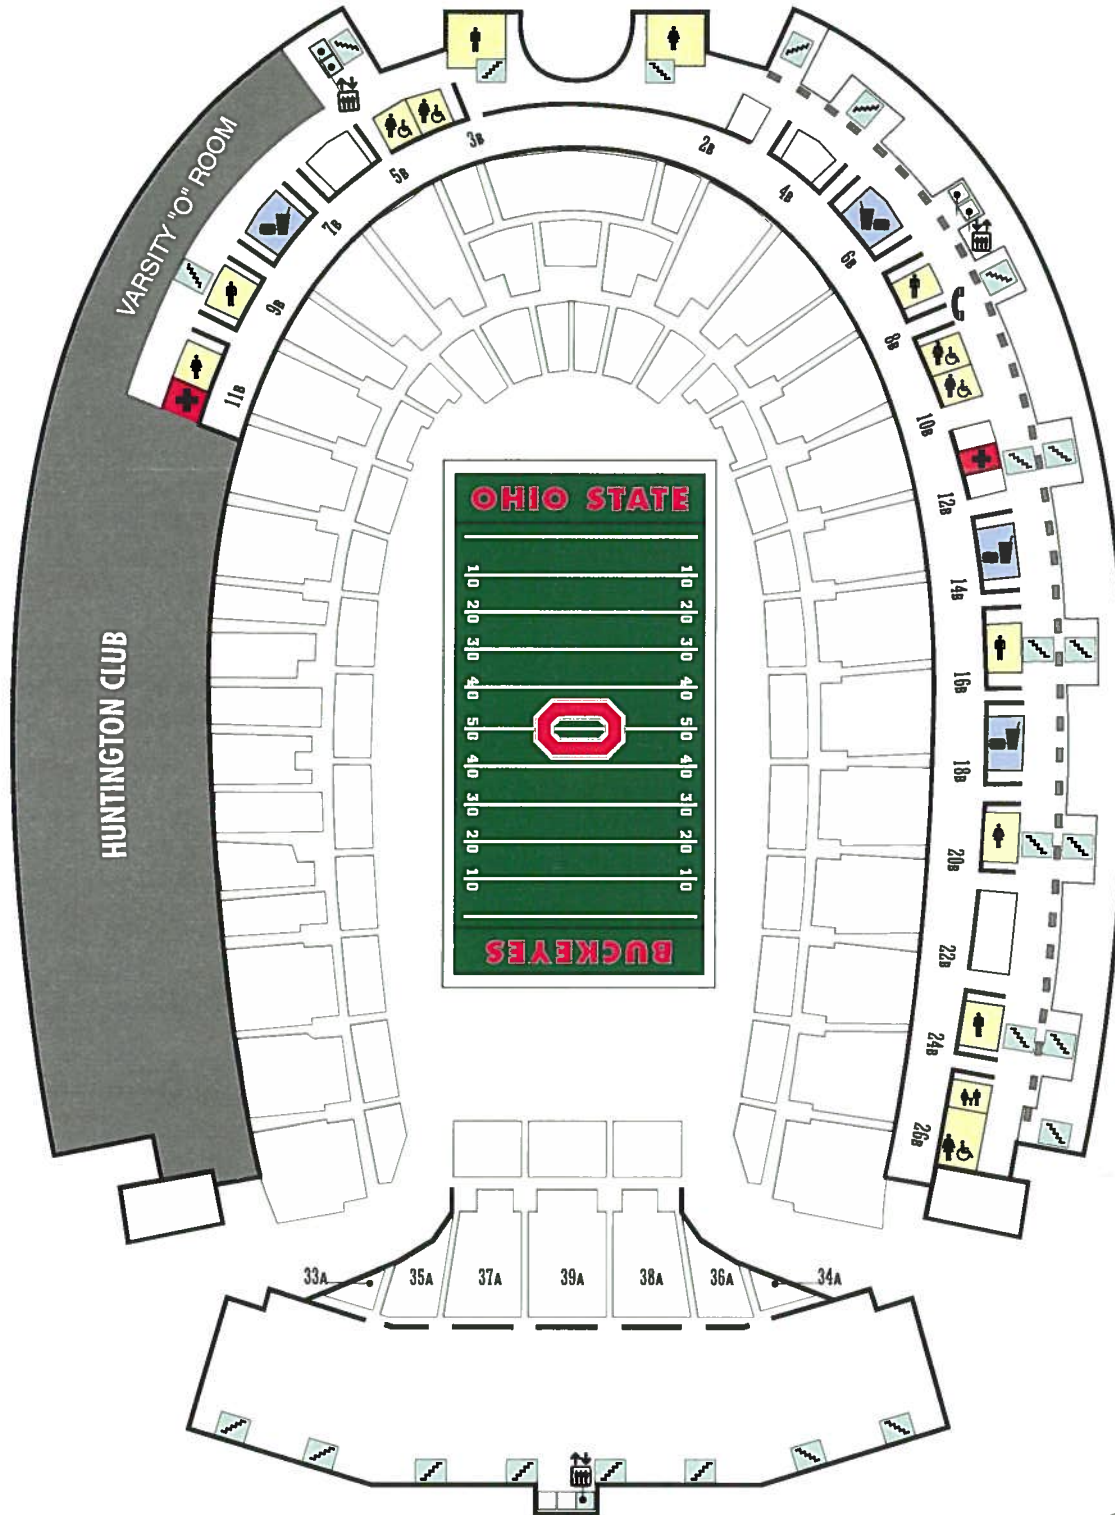 3B
2B
5B
4B
7B
6B
VARSITY "O" ROOM
9B
8B
11B
10B
OHIO STATE
12B
10 10
14B
20 20
30 30
16B
40 40
HUNTINGTON CLUB
50 50
18B
40 40
30 30
20 20
20B
10 10
BUCKEYES
22B
24B
26B
33A 35A 37A 39A 38A 36A 34A